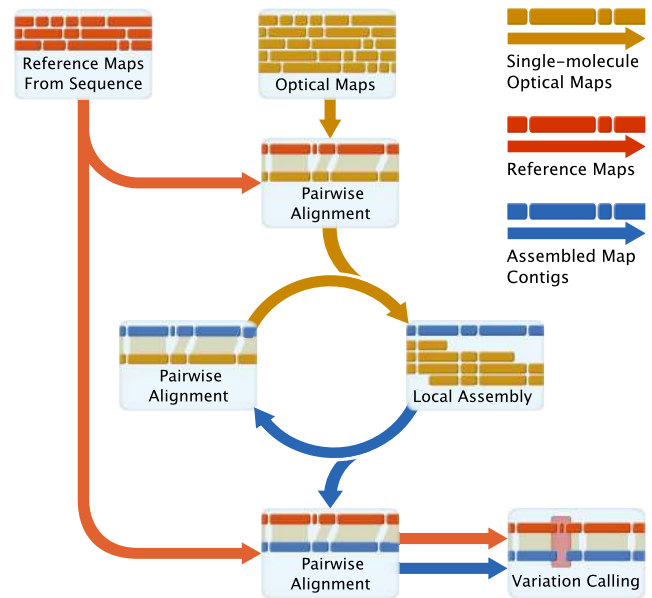 Reference Maps
From Sequence
Optical Maps
Single-molecule
Optical Maps
Reference Maps
Assembled Map
Contigs
Pairwise
Alignment
Pairwise
Alignment
Local Assembly
Pairwise
Alignment
Variation Calling